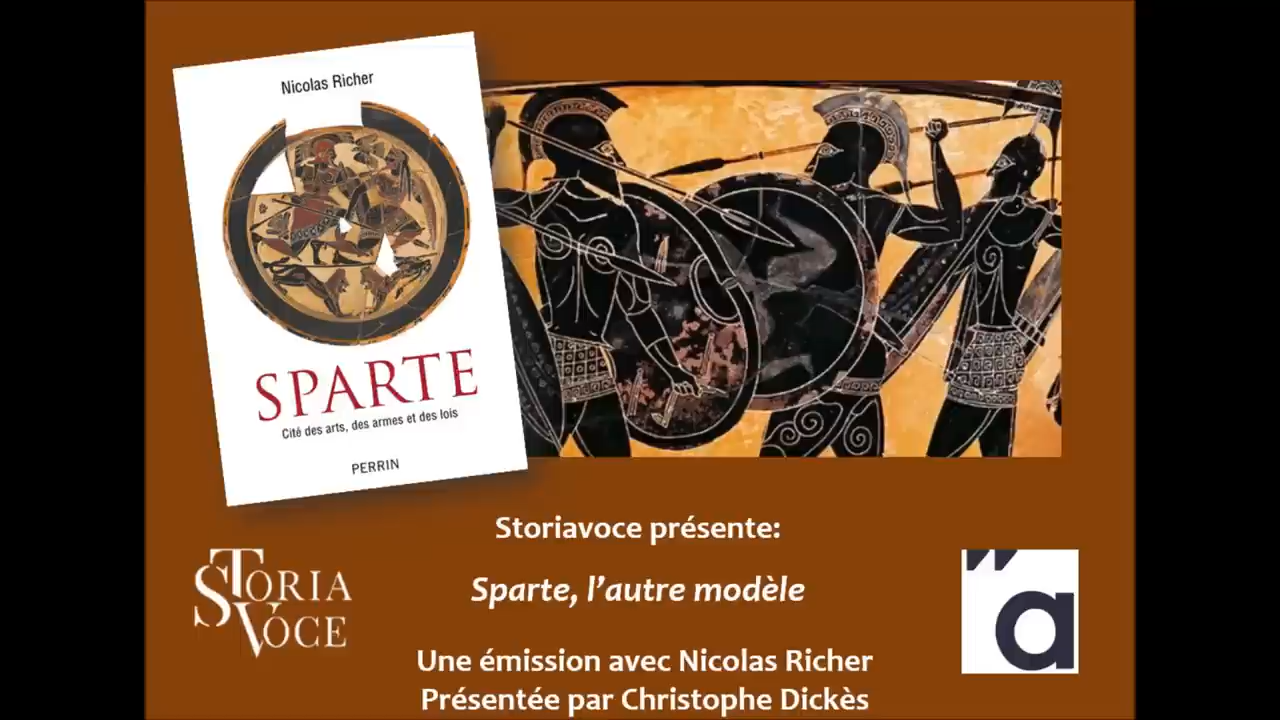 Nicolas Richer
SPARTE
Cité des arts, des armes et des lois
PERRIN
Storiavoce présente:
Sparte, l’autre modèle
STORIA
VOCE
a
Une émission avec Nicolas Richer
Présentée par Christophe Dickès